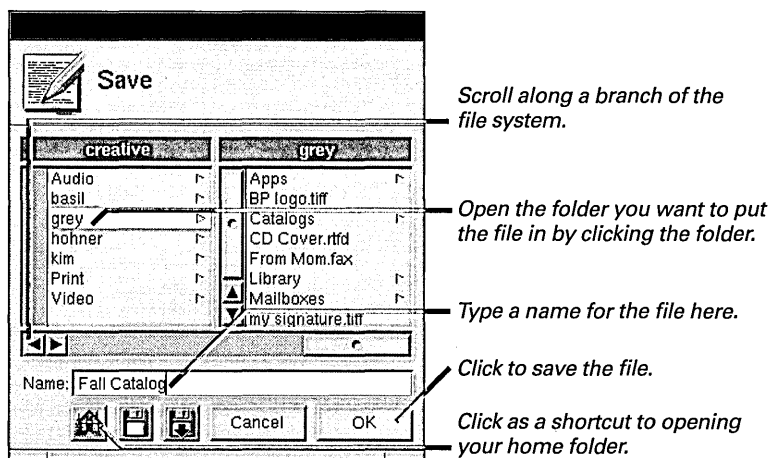 Save
Scroll along a branch of the
file system.
creative
grey
Audio
basil
grey
hohner
kim
Print
Video
Apps
BP logo.tiff
Catalogs
CD Cover.rtfd
From Mom.fax
Library
Mailboxes
my signature.tiff
Open the folder you want to put
the file in by clicking the folder.
Type a name for the file here.
Name: Fall Catalog
Click to save the file.
Cancel
OK
Click as a shortcut to opening
your home folder.